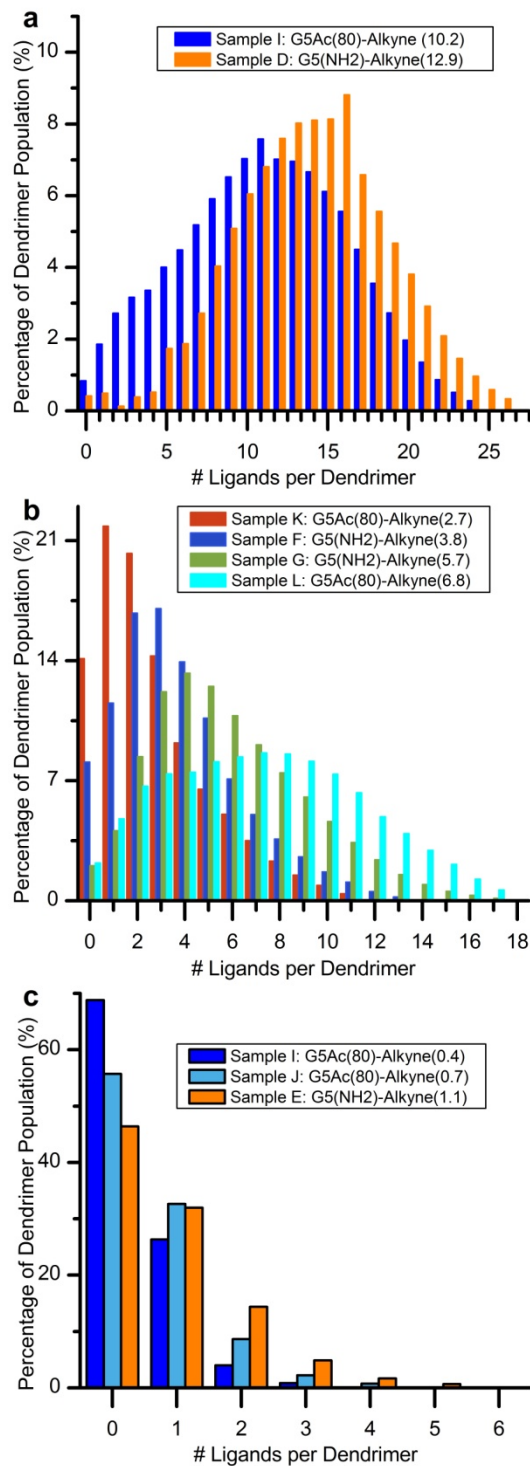 a
Percentage of Dendrimer Population (%)
10
8
6
4
2
0
Sample I: G5Ac(80)-Alkyne (10.2)
Sample D: G5(NH2)-Alkyne(12.9)
0 5 10 15 20 25
# Ligands per Dendrimer
b
Percentage of Dendrimer Population (%)
21
14
7
0
Sample K: G5Ac(80)-Alkyne(2.7)
Sample F: G5(NH2)-Alkyne(3.8)
Sample G: G5(NH2)-Alkyne(5.7)
Sample L: G5Ac(80)-Alkyne(6.8)
0 2 4 6 8 10 12 14 16 18
# Ligands per Dendrimer
c
Percentage of Dendrimer Population (%)
60
40
20
0
Sample I: G5Ac(80)-Alkyne(0.4)
Sample J: G5Ac(80)-Alkyne(0.7)
Sample E: G5(NH2)-Alkyne(1.1)
0 1 2 3 4 5 6
# Ligands per Dendrimer